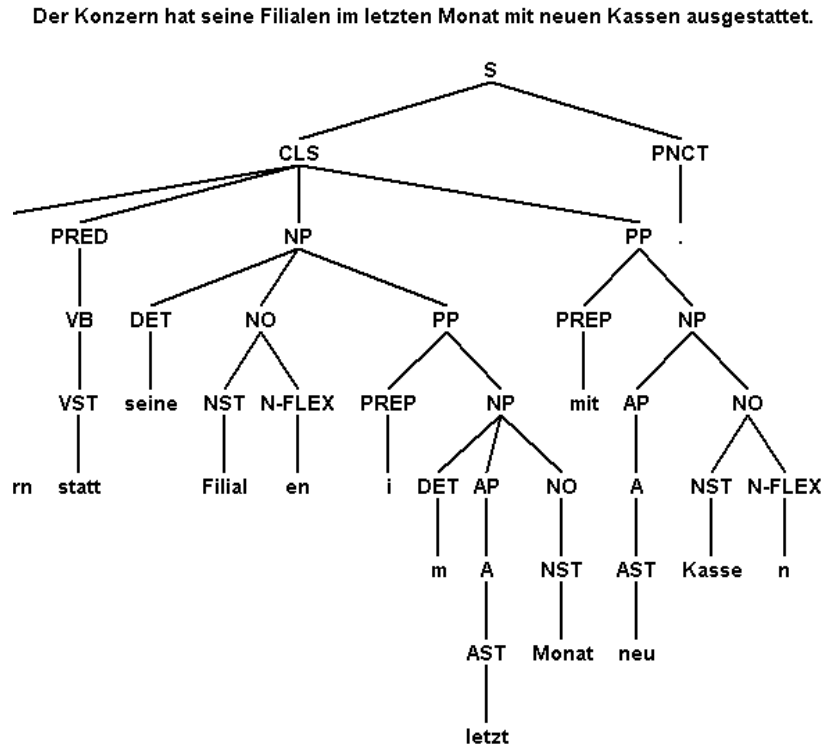 Der Konzern hat seine Filialen im letzten Monat mit neuen Kassen ausgestattet.
S
CLS PNCT
PRED NP PP .
VB DET NO PP PREP NP
VST seine NST N-FLEX PREP NP mit AP NO
rn statt Filial en i DET AP NO A NST N-FLEX
m A NST AST Kasse n
AST Monat neu
letzt